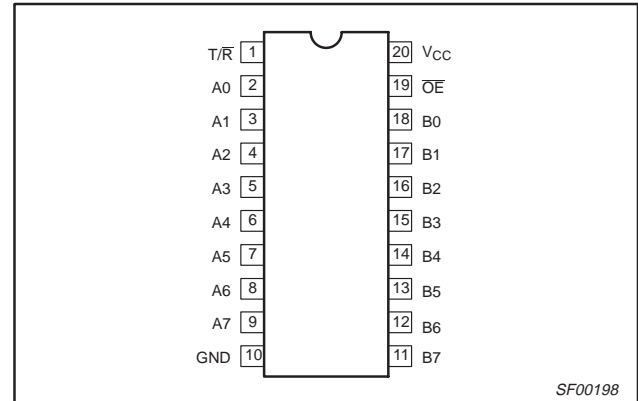 T/R̅ 1 20 VCC
A0 2 19 O̅E̅
A1 3 18 B0
A2 4 17 B1
A3 5 16 B2
A4 6 15 B3
A5 7 14 B4
A6 8 13 B5
A7 9 12 B6
GND 10 11 B7
SF00198